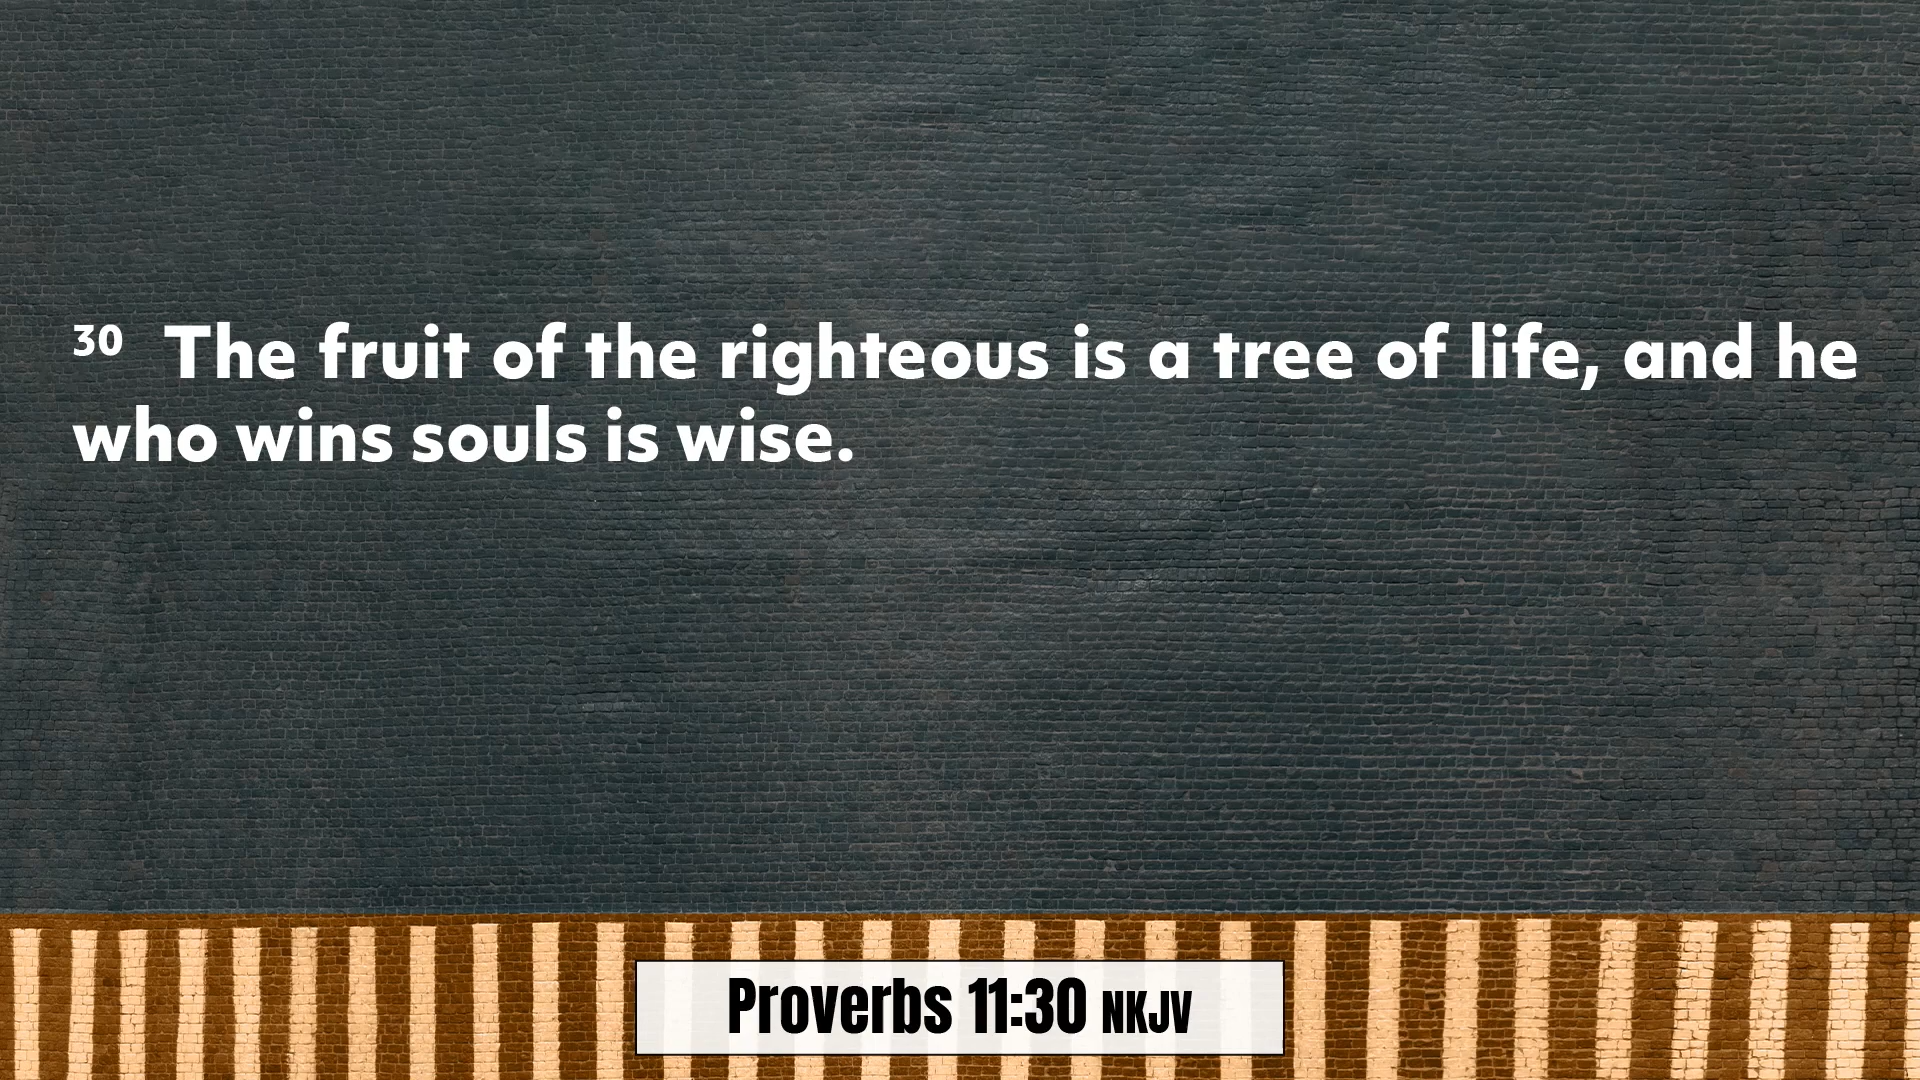 30 The fruit of the righteous is a tree of life, and he
who wins souls is wise.
Proverbs 11:30 NKJV